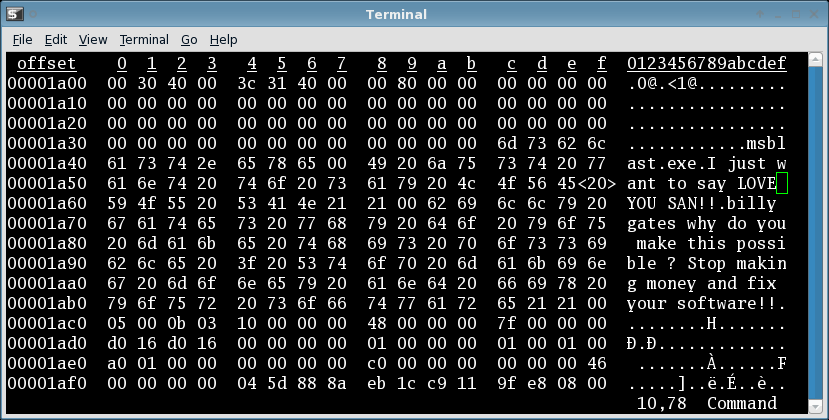 Terminal
File Edit View Terminal Go Help
offset 0 1 2 3 4 5 6 7 8 9 a b c d e f 0123456789abcdef
00001a00 00 30 40 00 3c 31 40 00 00 80 00 00 00 00 00 00 .0@.<1@.........
00001a10 00 00 00 00 00 00 00 00 00 00 00 00 00 00 00 00 ................
00001a20 00 00 00 00 00 00 00 00 00 00 00 00 00 00 00 00 ................
00001a30 00 00 00 00 00 00 00 00 00 00 00 00 6d 73 62 6c ............msbl
00001a40 61 73 74 2e 65 78 65 00 49 20 6a 75 73 74 20 77 ast.exe.I just w
00001a50 61 6e 74 20 74 6f 20 73 61 79 20 4c 4f 56 45<20> ant to say LOVE
00001a60 59 4f 55 20 53 41 4e 21 21 00 62 69 6c 6c 79 20 YOU SAN!!.billy
00001a70 67 61 74 65 73 20 77 68 79 20 64 6f 20 79 6f 75 gates why do you
00001a80 20 6d 61 6b 65 20 74 68 69 73 20 70 6f 73 73 69 make this possi
00001a90 62 6c 65 20 3f 20 53 74 6f 70 20 6d 61 6b 69 6e ble ? Stop makin
00001aa0 67 20 6d 6f 6e 65 79 20 61 6e 64 20 66 69 78 20 g money and fix
00001ab0 79 6f 75 72 20 73 6f 66 74 77 61 72 65 21 21 00 your software!!.
00001ac0 05 00 0b 03 10 00 00 00 48 00 00 00 7f 00 00 00 ........H.......
00001ad0 d0 16 d0 16 00 00 00 00 01 00 00 00 01 00 01 00 Ð.Ð.............
00001ae0 a0 01 00 00 00 00 00 00 c0 00 00 00 00 00 00 46 .......À......F
00001af0 00 00 00 00 04 5d 88 8a eb 1c c9 11 9f e8 08 00 .....]..ë.É..è..
10,78 Command